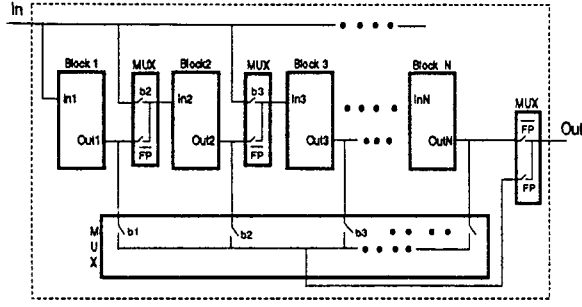 In
Block 1
MUX
Block2
MUX
Block 3
Block N
MUX
In1
b2
In2
b3
In3
InN
FP
Out
Out1
FP
Out2
FP
Out3
OutN
FP
M
U
X
b1
b2
b3